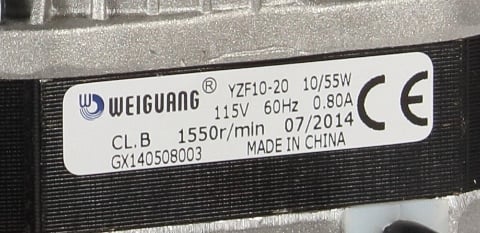 WEIGUANG® YZF10-20 10/55W
115V 60Hz 0.80A
CL.B 1550r/min 07/2014
GX140508003 MADE IN CHINA
CE